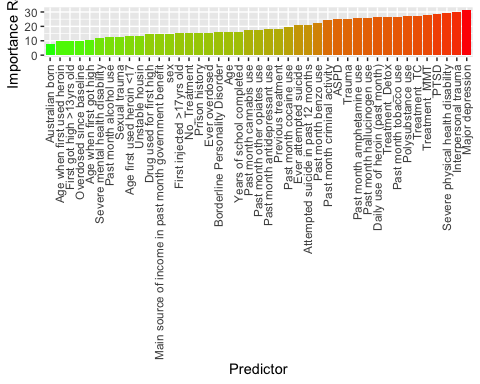 Importance R
30
20
10
0
Australian born
Age when first used heroin
First got high >13yrs old
Overdosed since baseline
Age when first got high
Severe mental health disability
Past month alcohol use
Sexual trauma
Age first used heroin <17
Unstable housin
Drug used for first high
Main source of income in past month government benefit
sex
First injected >17yrs old
No_Treatment
Prison history
Ever overdosed
Borderline Personality Disorder
Age
Years of school completed
Past month cannabis use
Past month other opiates use
Past month antidepressant use
Previous treatment
Past month cocaine use
Ever attempted suicide
Attempted suicide in past 12 months
Past month benzo use
Past month criminal activity
ASPD
Trauma
Past month amphetamine use
Past month hallucinogen use
Daily use of heroin (past month)
Treatment_Detox
Past month tobacco use
Polysubstance use
Treatment_TC
Treatment_MMT
PTSD
Severe physical health disability
Interpersonal trauma
Major depression
Predictor